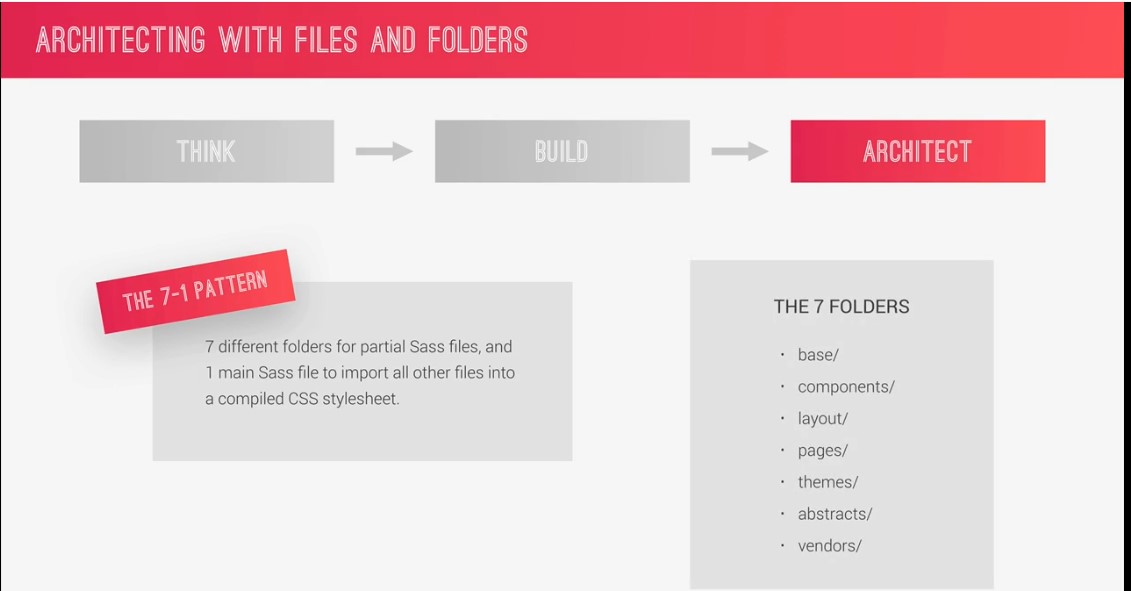 ARCHITECTING WITH FILES AND FOLDERS
THINK
BUILD
ARCHITECT
THE 7-1 PATTERN
7 different folders for partial Sass files, and
1 main Sass file to import all other files into
a compiled CSS stylesheet.
THE 7 FOLDERS
· base/
· components/
· layout/
· pages/
· themes/
· abstracts/
· vendors/